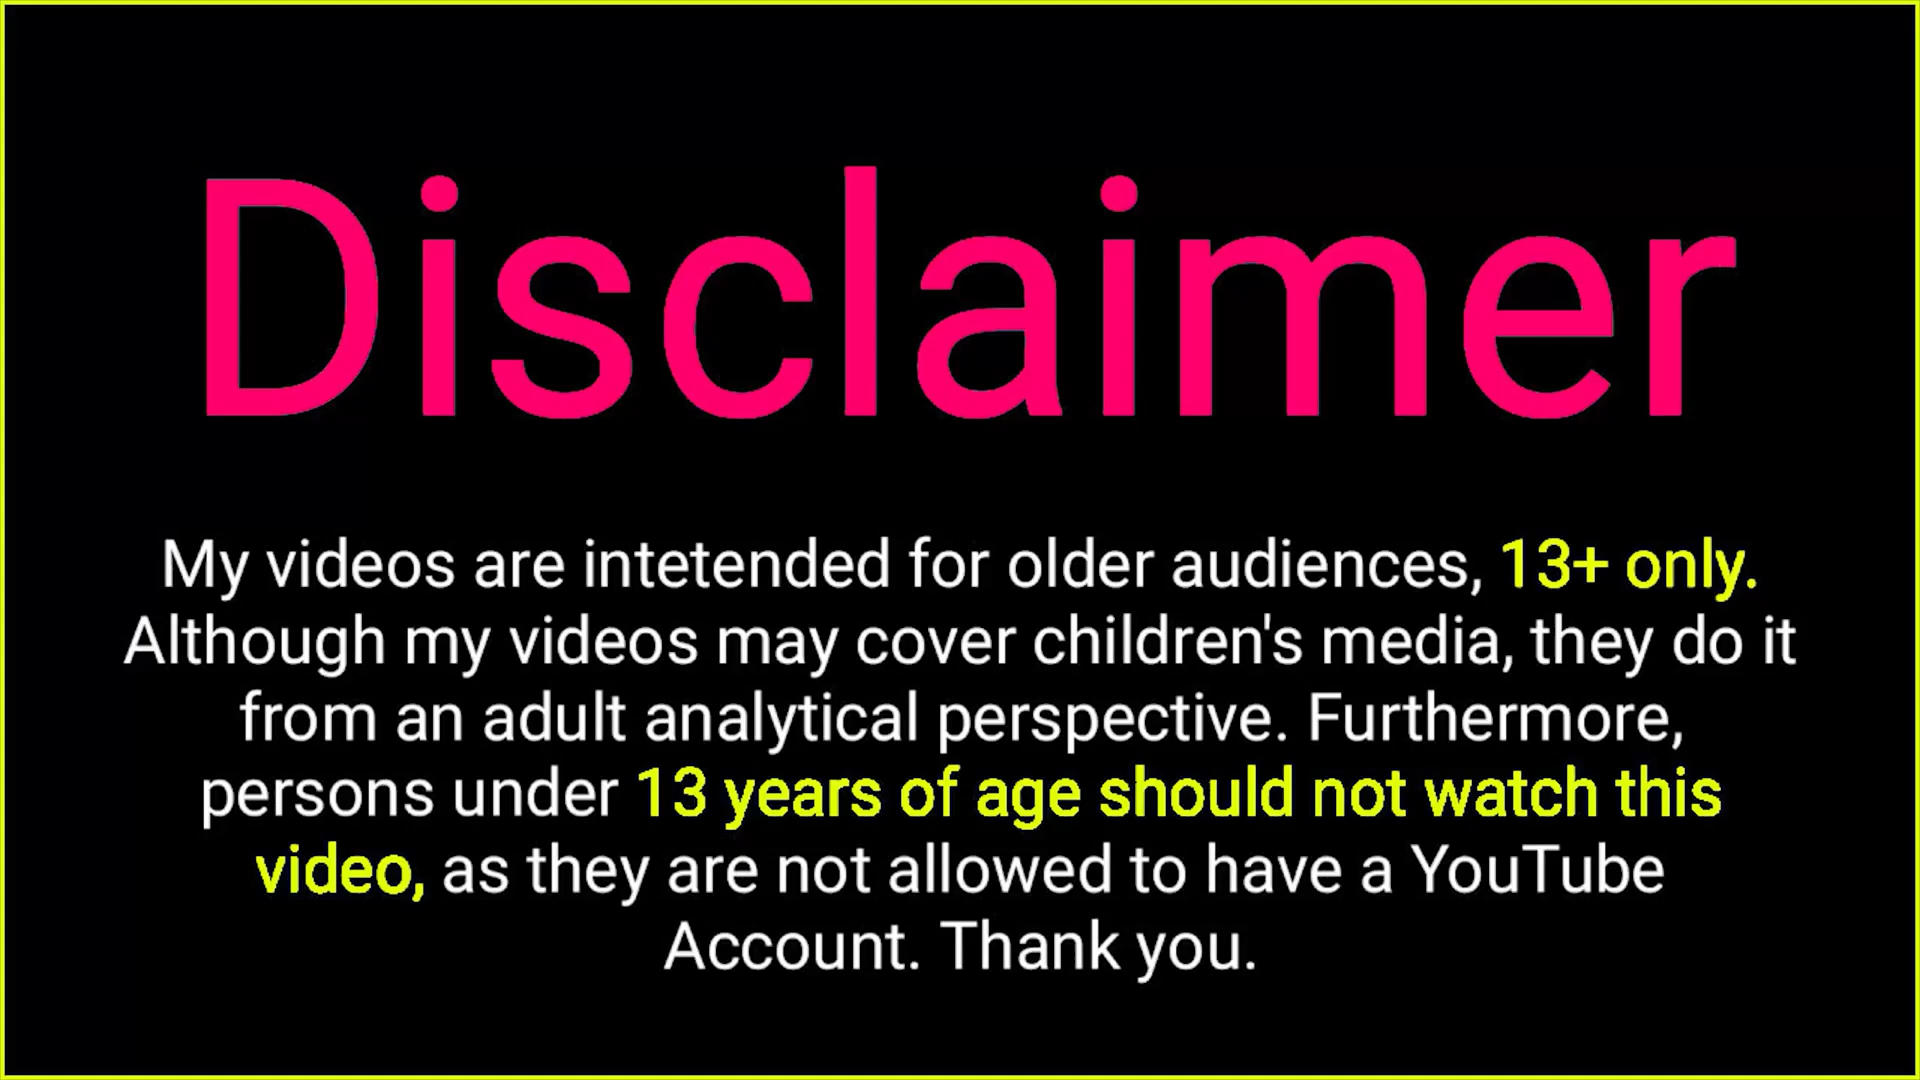 Disclaimer
My videos are intetended for older audiences, 13+ only.
Although my videos may cover children's media, they do it
from an adult analytical perspective. Furthermore,
persons under 13 years of age should not watch this
video, as they are not allowed to have a YouTube
Account. Thank you.